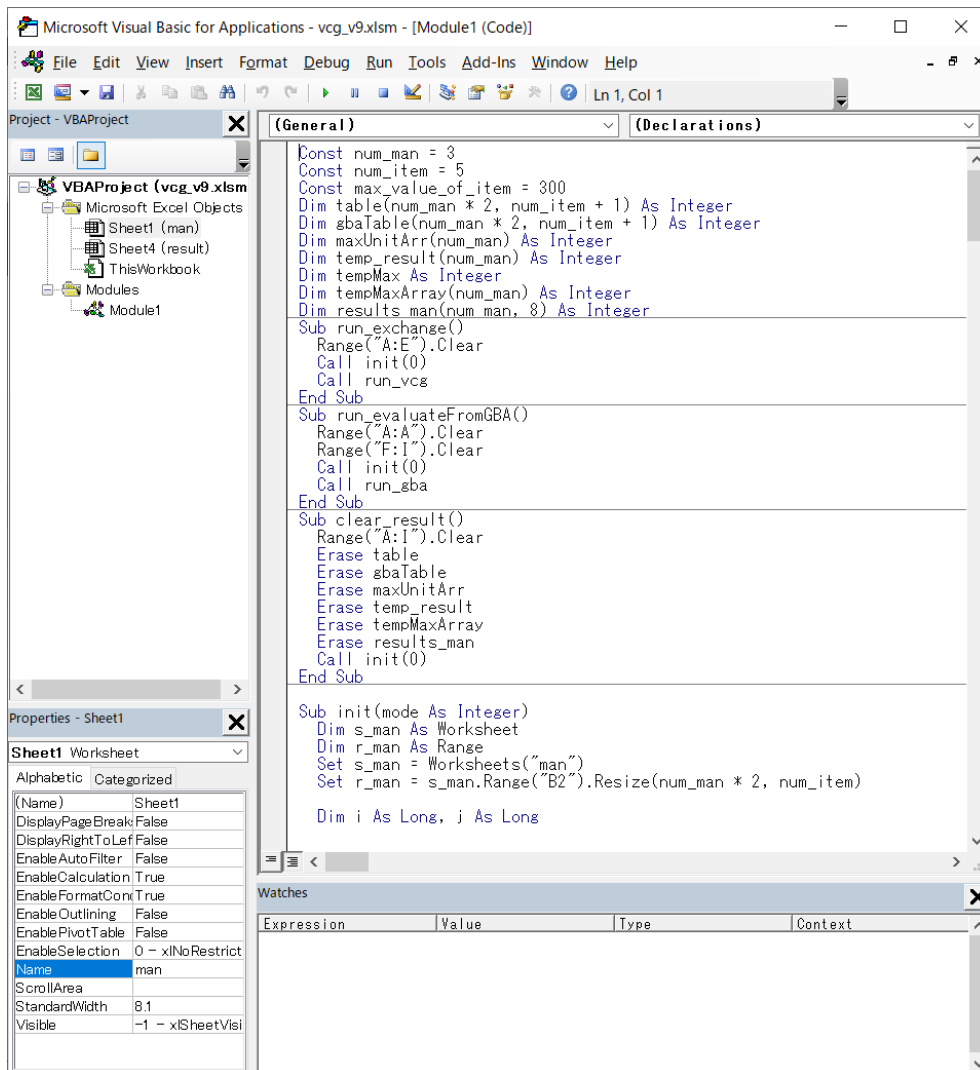 Microsoft Visual Basic for Applications - vcg_v9.xlsm - [Module1 (Code)]
File Edit View Insert Format Debug Run Tools Add-Ins Window Help
Ln 1, Col 1
Project - VBAProject
VBAProject (vcg_v9.xlsm
Microsoft Excel Objects
Sheet1 (man)
Sheet4 (result)
ThisWorkbook
Modules
Module1
(General) (Declarations)
Const num_man = 3
Const num_item = 5
Const max_value_of_item = 300
Dim table(num_man * 2, num_item + 1) As Integer
Dim gbaTable(num_man * 2, num_item + 1) As Integer
Dim maxUnitArr(num_man) As Integer
Dim temp_result(num_man) As Integer
Dim tempMax As Integer
Dim tempMaxArray(num_man) As Integer
Dim results_man(num_man, 8) As Integer
Sub run_exchange()
Range("A:E").Clear
Call init(0)
Call run_vcg
End Sub
Sub run_evaluateFromGBA()
Range("A:A").Clear
Range("F:I").Clear
Call init(0)
Call run_gba
End Sub
Sub clear_result()
Range("A:I").Clear
Erase table
Erase gbaTable
Erase maxUnitArr
Erase temp_result
Erase tempMaxArray
Erase results_man
Call init(0)
End Sub
Sub init(mode As Integer)
Dim s_man As Worksheet
Dim r_man As Range
Set s_man = Worksheets("man")
Set r_man = s_man.Range("B2").Resize(num_man * 2, num_item)
Dim i As Long, j As Long
Properties - Sheet1
Sheet1 Worksheet
Alphabetic Categorized
(Name) Sheet1
DisplayPageBreak False
DisplayRightToLef False
EnableAutoFilter False
EnableCalculation True
EnableFormatCon True
EnableOutlining False
EnablePivotTable False
EnableSelection 0 - xlNoRestrict
Name man
ScrollArea
StandardWidth 8.1
Visible -1 - xlSheetVisi
Watches
Expression Value Type Context